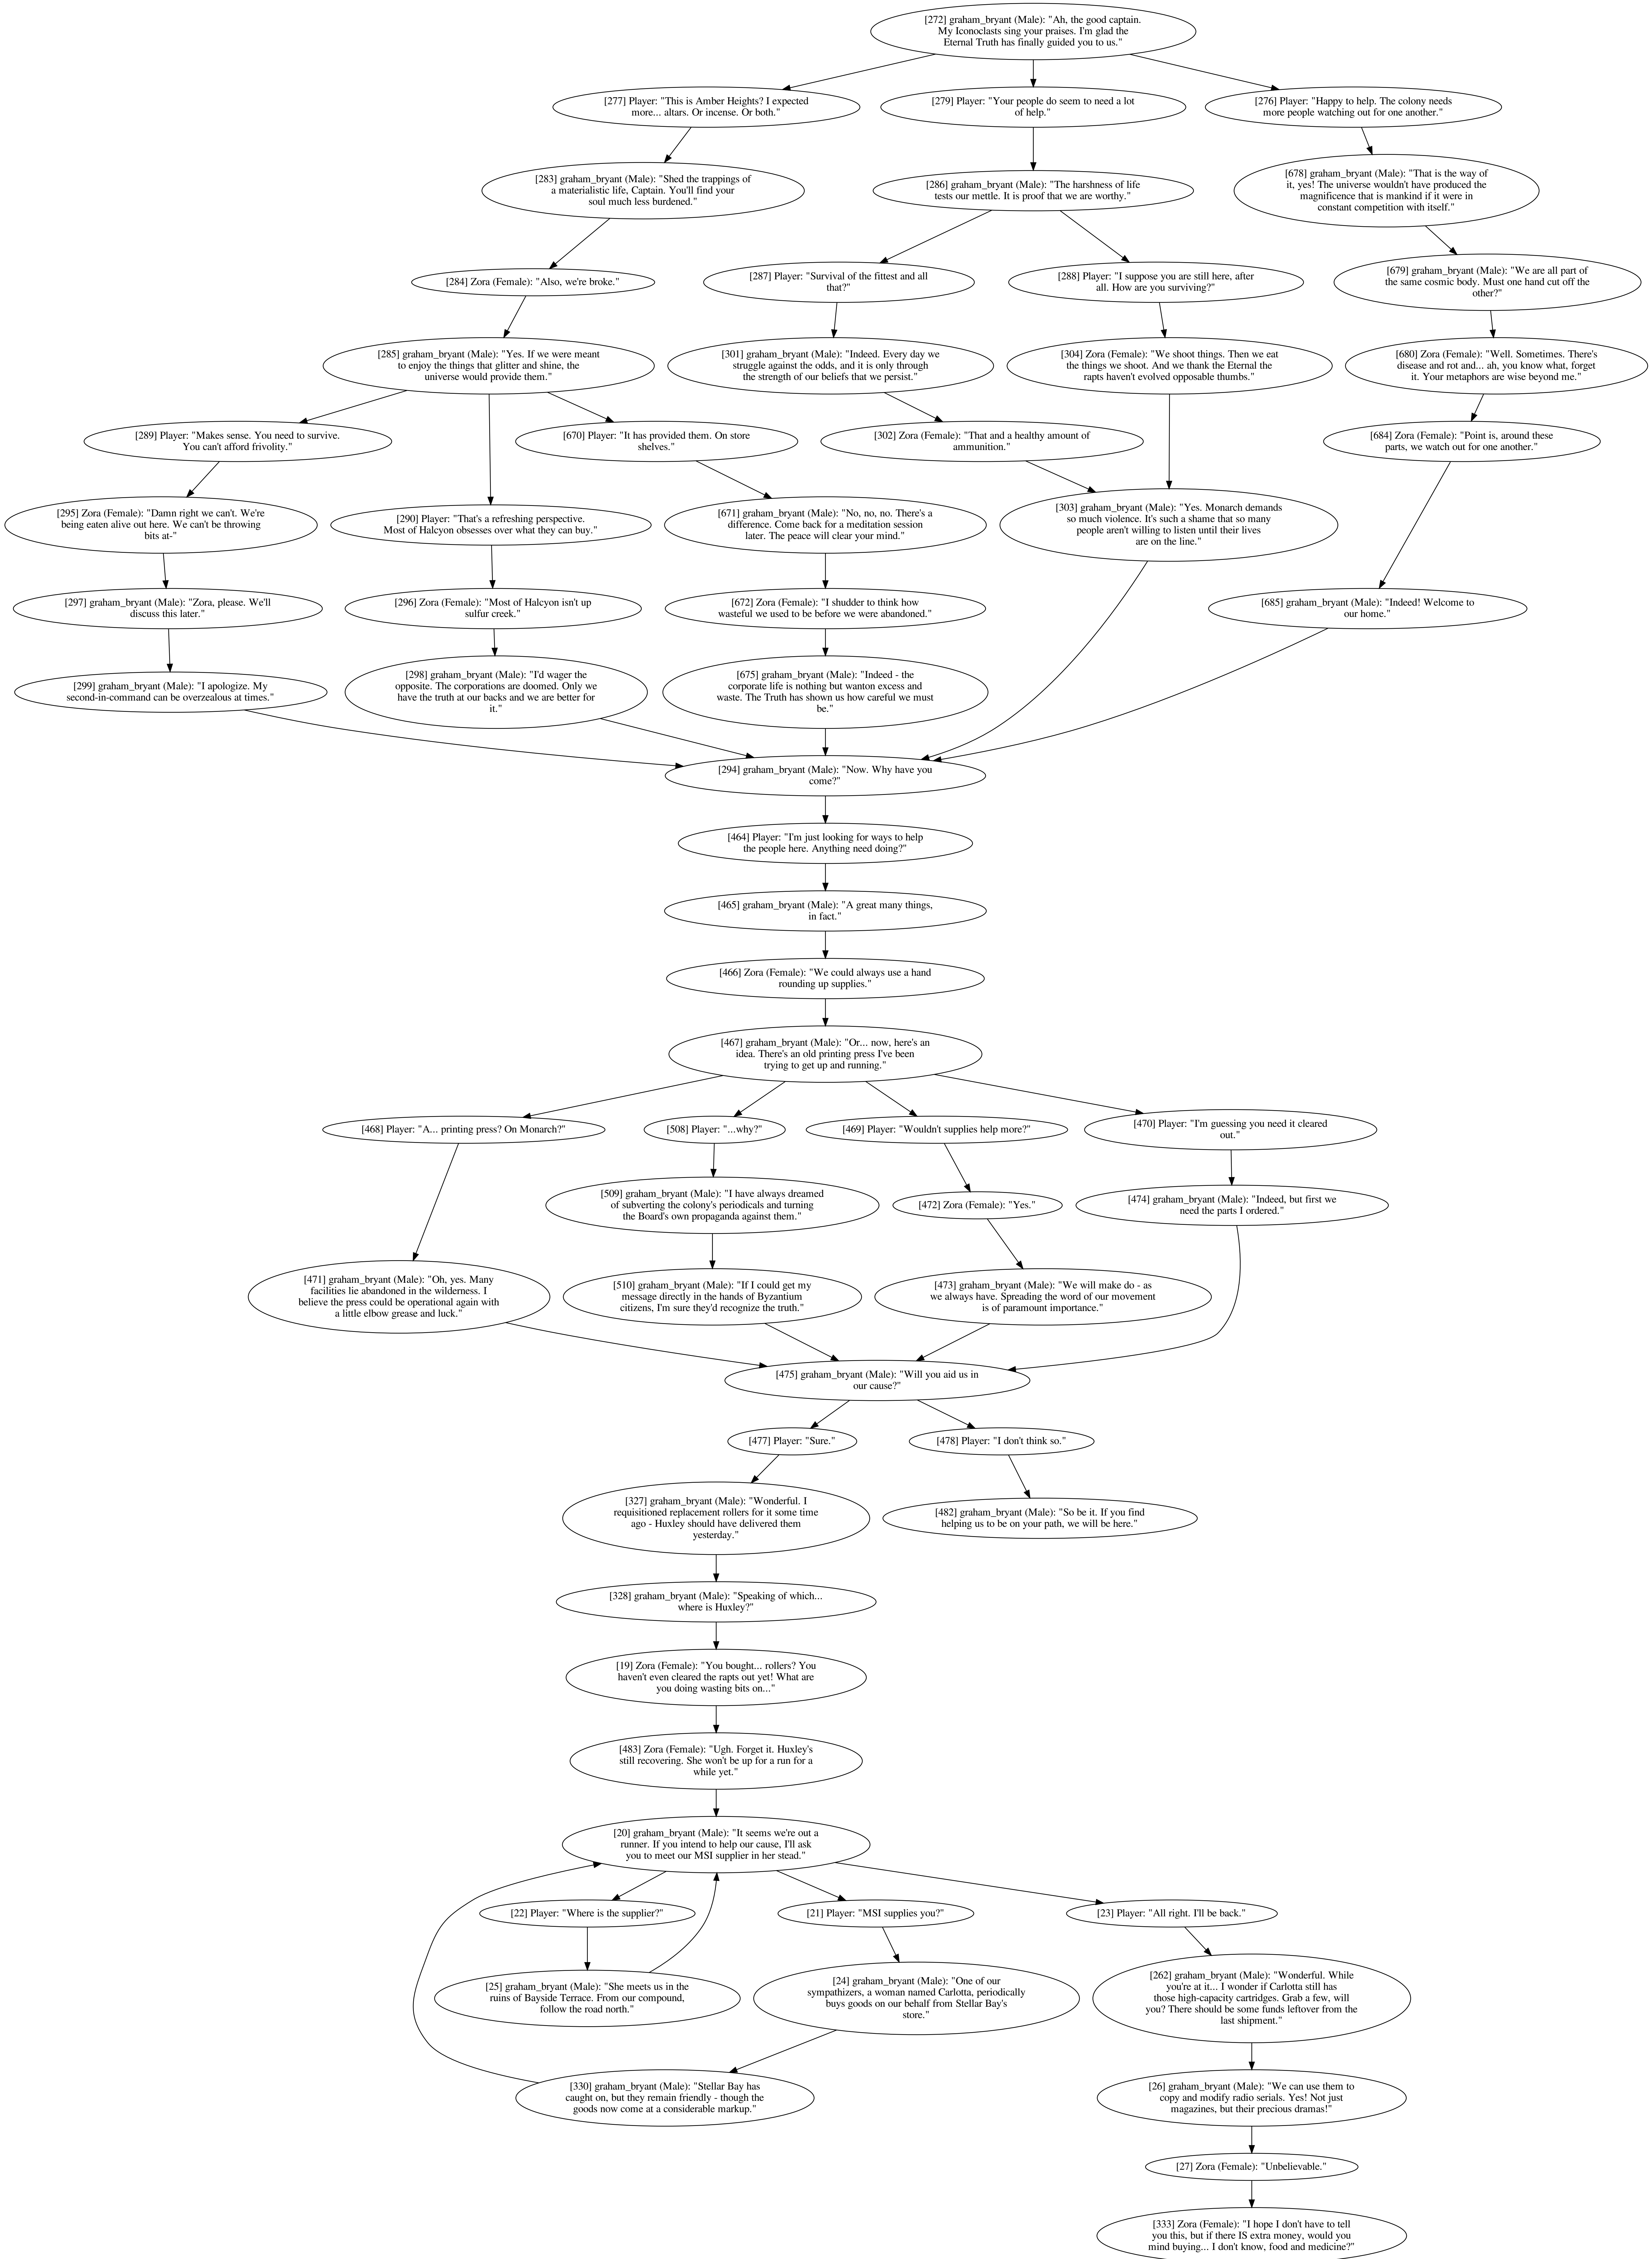 [272] graham_bryant (Male): "Ah, the good captain.
My Iconoclasts sing your praises. I'm glad the
Eternal Truth has finally guided you to us."
[277] Player: "This is Amber Heights? I expected
more... altars. Or incense. Or both."
[279] Player: "Your people do seem to need a lot
of help."
[276] Player: "Happy to help. The colony needs
more people watching out for one another."
[283] graham_bryant (Male): "Shed the trappings of
a materialistic life, Captain. You'll find your
soul much less burdened."
[286] graham_bryant (Male): "The harshness of life
tests our mettle. It is proof that we are worthy."
[678] graham_bryant (Male): "That is the way of
it, yes! The universe wouldn't have produced the
magnificence that is mankind if it were in
constant competition with itself."
[284] Zora (Female): "Also, we're broke."
[287] Player: "Survival of the fittest and all
that?"
[288] Player: "I suppose you are still here, after
all. How are you surviving?"
[679] graham_bryant (Male): "We are all part of
the same cosmic body. Must one hand cut off the
other?"
[285] graham_bryant (Male): "Yes. If we were meant
to enjoy the things that glitter and shine, the
universe would provide them."
[301] graham_bryant (Male): "Indeed. Every day we
struggle against the odds, and it is only through
the strength of our beliefs that we persist."
[304] Zora (Female): "We shoot things. Then we eat
the things we shoot. And we thank the Eternal the
rapts haven't evolved opposable thumbs."
[680] Zora (Female): "Well. Sometimes. There's
disease and rot and... ah, you know what, forget
it. Your metaphors are wise beyond me."
[289] Player: "Makes sense. You need to survive.
You can't afford frivolity."
[670] Player: "It has provided them. On store
shelves."
[302] Zora (Female): "That and a healthy amount of
ammunition."
[684] Zora (Female): "Point is, around these
parts, we watch out for one another."
[295] Zora (Female): "Damn right we can't. We're
being eaten alive out here. We can't be throwing
bits at-"
[290] Player: "That's a refreshing perspective.
Most of Halcyon obsesses over what they can buy."
[671] graham_bryant (Male): "No, no, no. There's a
difference. Come back for a meditation session
later. The peace will clear your mind."
[303] graham_bryant (Male): "Yes. Monarch demands
so much violence. It's such a shame that so many
people aren't willing to listen until their lives
are on the line."
[297] graham_bryant (Male): "Zora, please. We'll
discuss this later."
[296] Zora (Female): "Most of Halcyon isn't up
sulfur creek."
[672] Zora (Female): "I shudder to think how
wasteful we used to be before we were abandoned."
[685] graham_bryant (Male): "Indeed! Welcome to
our home."
[299] graham_bryant (Male): "I apologize. My
second-in-command can be overzealous at times."
[298] graham_bryant (Male): "I'd wager the
opposite. The corporations are doomed. Only we
have the truth at our backs and we are better for
it."
[675] graham_bryant (Male): "Indeed - the
corporate life is nothing but wanton excess and
waste. The Truth has shown us how careful we must
be."
[294] graham_bryant (Male): "Now. Why have you
come?"
[464] Player: "I'm just looking for ways to help
the people here. Anything need doing?"
[465] graham_bryant (Male): "A great many things,
in fact."
[466] Zora (Female): "We could always use a hand
rounding up supplies."
[467] graham_bryant (Male): "Or... now, here's an
idea. There's an old printing press I've been
trying to get up and running."
[468] Player: "A... printing press? On Monarch?"
[508] Player: "...why?"
[469] Player: "Wouldn't supplies help more?"
[470] Player: "I'm guessing you need it cleared
out."
[509] graham_bryant (Male): "I have always dreamed
of subverting the colony's periodicals and turning
the Board's own propaganda against them."
[472] Zora (Female): "Yes."
[474] graham_bryant (Male): "Indeed, but first we
need the parts I ordered."
[471] graham_bryant (Male): "Oh, yes. Many
facilities lie abandoned in the wilderness. I
believe the press could be operational again with
a little elbow grease and luck."
[510] graham_bryant (Male): "If I could get my
message directly in the hands of Byzantium
citizens, I'm sure they'd recognize the truth."
[473] graham_bryant (Male): "We will make do - as
we always have. Spreading the word of our movement
is of paramount importance."
[475] graham_bryant (Male): "Will you aid us in
our cause?"
[477] Player: "Sure."
[478] Player: "I don't think so."
[327] graham_bryant (Male): "Wonderful. I
requisitioned replacement rollers for it some time
ago - Huxley should have delivered them
yesterday."
[482] graham_bryant (Male): "So be it. If you find
helping us to be on your path, we will be here."
[328] graham_bryant (Male): "Speaking of which...
where is Huxley?"
[19] Zora (Female): "You bought... rollers? You
haven't even cleared the rapts out yet! What are
you doing wasting bits on..."
[483] Zora (Female): "Ugh. Forget it. Huxley's
still recovering. She won't be up for a run for a
while yet."
[20] graham_bryant (Male): "It seems we're out a
runner. If you intend to help our cause, I'll ask
you to meet our MSI supplier in her stead."
[22] Player: "Where is the supplier?"
[21] Player: "MSI supplies you?"
[23] Player: "All right. I'll be back."
[25] graham_bryant (Male): "She meets us in the
ruins of Bayside Terrace. From our compound,
follow the road north."
[24] graham_bryant (Male): "One of our
sympathizers, a woman named Carlotta, periodically
buys goods on our behalf from Stellar Bay's
store."
[262] graham_bryant (Male): "Wonderful. While
you're at it... I wonder if Carlotta still has
those high-capacity cartridges. Grab a few, will
you? There should be some funds leftover from the
last shipment."
[330] graham_bryant (Male): "Stellar Bay has
caught on, but they remain friendly - though the
goods now come at a considerable markup."
[26] graham_bryant (Male): "We can use them to
copy and modify radio serials. Yes! Not just
magazines, but their precious dramas!"
[27] Zora (Female): "Unbelievable."
[333] Zora (Female): "I hope I don't have to tell
you this, but if there IS extra money, would you
mind buying... I don't know, food and medicine?"